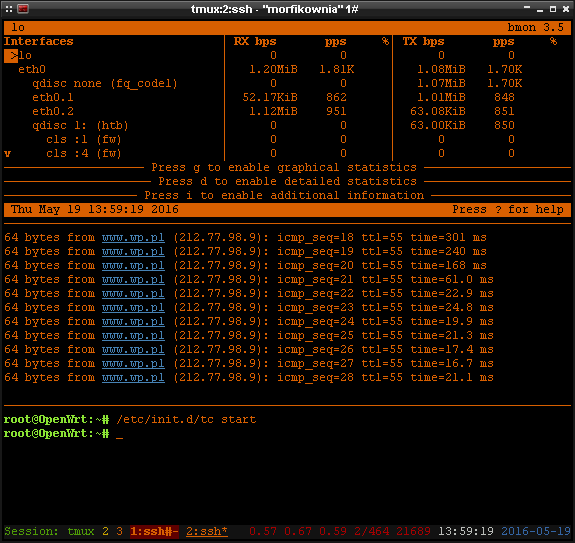 tmux:2:ssh - "morfikownia" 1#
lo bmon 3.5
Interfaces RX bps pps % TX bps pps %
>lo 0 0 0 0
eth0 1.20MiB 1.81K 1.08MiB 1.70K
qdisc none (fq_codel) 0 0 1.07MiB 1.70K
eth0.1 52.17KiB 862 1.01MiB 848
eth0.2 1.12MiB 951 63.08KiB 851
qdisc 1: (htb) 0 0 63.00KiB 850
cls :1 (fw) 0 0 0 0
v cls :4 (fw) 0 0 0 0
Press g to enable graphical statistics
Press d to enable detailed statistics
Press i to enable additional information
Thu May 19 13:59:19 2016 Press ? for help
64 bytes from www.wp.pl (212.77.98.9): icmp_seq=18 ttl=55 time=301 ms
64 bytes from www.wp.pl (212.77.98.9): icmp_seq=19 ttl=55 time=240 ms
64 bytes from www.wp.pl (212.77.98.9): icmp_seq=20 ttl=55 time=168 ms
64 bytes from www.wp.pl (212.77.98.9): icmp_seq=21 ttl=55 time=61.0 ms
64 bytes from www.wp.pl (212.77.98.9): icmp_seq=22 ttl=55 time=22.9 ms
64 bytes from www.wp.pl (212.77.98.9): icmp_seq=23 ttl=55 time=24.8 ms
64 bytes from www.wp.pl (212.77.98.9): icmp_seq=24 ttl=55 time=19.9 ms
64 bytes from www.wp.pl (212.77.98.9): icmp_seq=25 ttl=55 time=21.3 ms
64 bytes from www.wp.pl (212.77.98.9): icmp_seq=26 ttl=55 time=17.4 ms
64 bytes from www.wp.pl (212.77.98.9): icmp_seq=27 ttl=55 time=16.7 ms
64 bytes from www.wp.pl (212.77.98.9): icmp_seq=28 ttl=55 time=21.1 ms
root@OpenWrt:~# /etc/init.d/tc start
root@OpenWrt:~# _
Session: tmux 2 3 1:ssh#- 2:ssh* 0.57 0.67 0.59 2/464 21689 13:59:19 2016-05-19